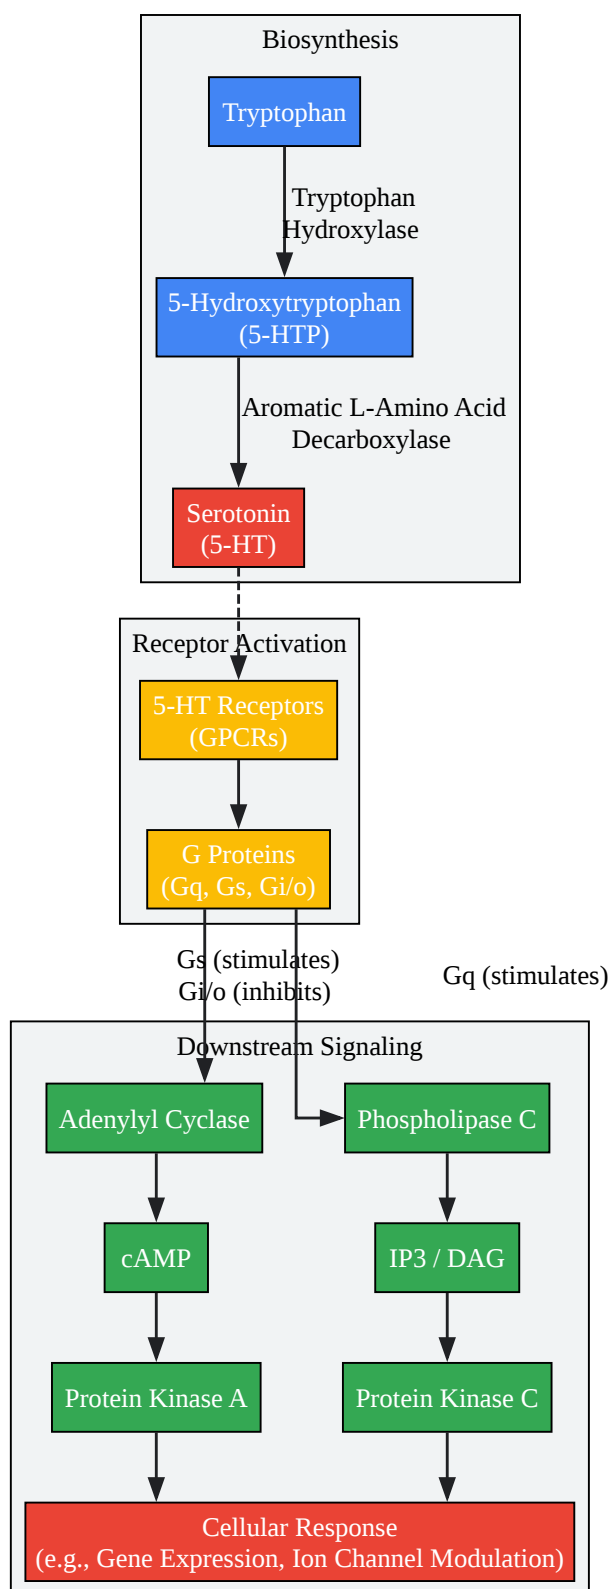 Biosynthesis
Tryptophan
Tryptophan
Hydroxylase
5-Hydroxytryptophan
(5-HTP)
Aromatic L-Amino Acid
Decarboxylase
Serotonin
(5-HT)
Receptor Activation
5-HT Receptors
(GPCRs)
G Proteins
(Gq, Gs, Gi/o)
Gs (stimulates)
Gi/o (inhibits)
Gq (stimulates)
Downstream Signaling
Adenylyl Cyclase
Phospholipase C
cAMP
IP3 / DAG
Protein Kinase A
Protein Kinase C
Cellular Response
(e.g., Gene Expression, Ion Channel Modulation)